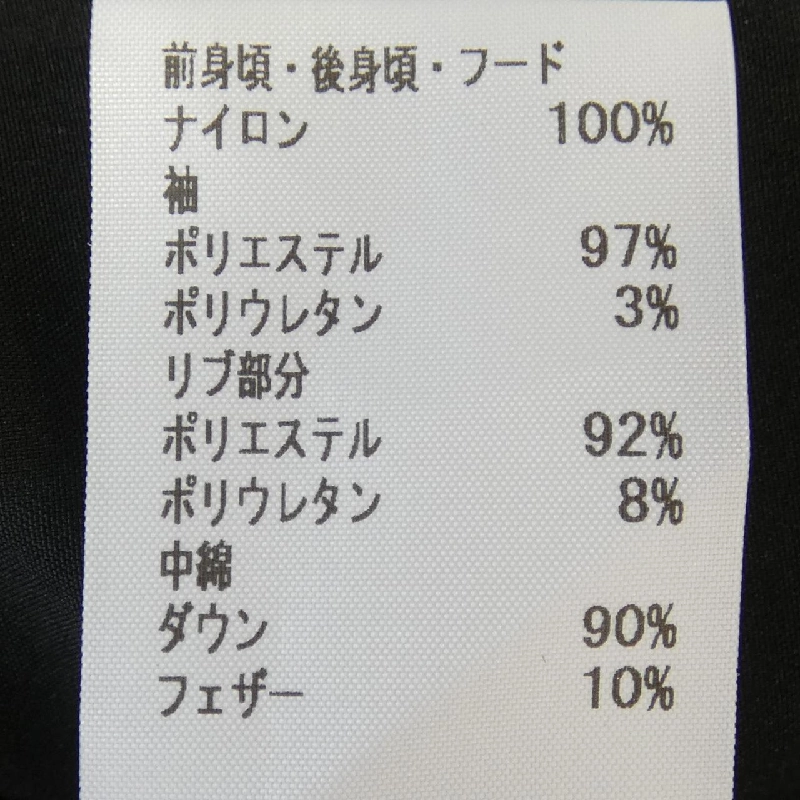 前身頃・後身頃・フード
ナイロン 100%
袖
ポリエステル 97%
ポリウレタン 3%
リブ部分
ポリエステル 92%
ポリウレタン 8%
中綿
ダウン 90%
フェザー 10%